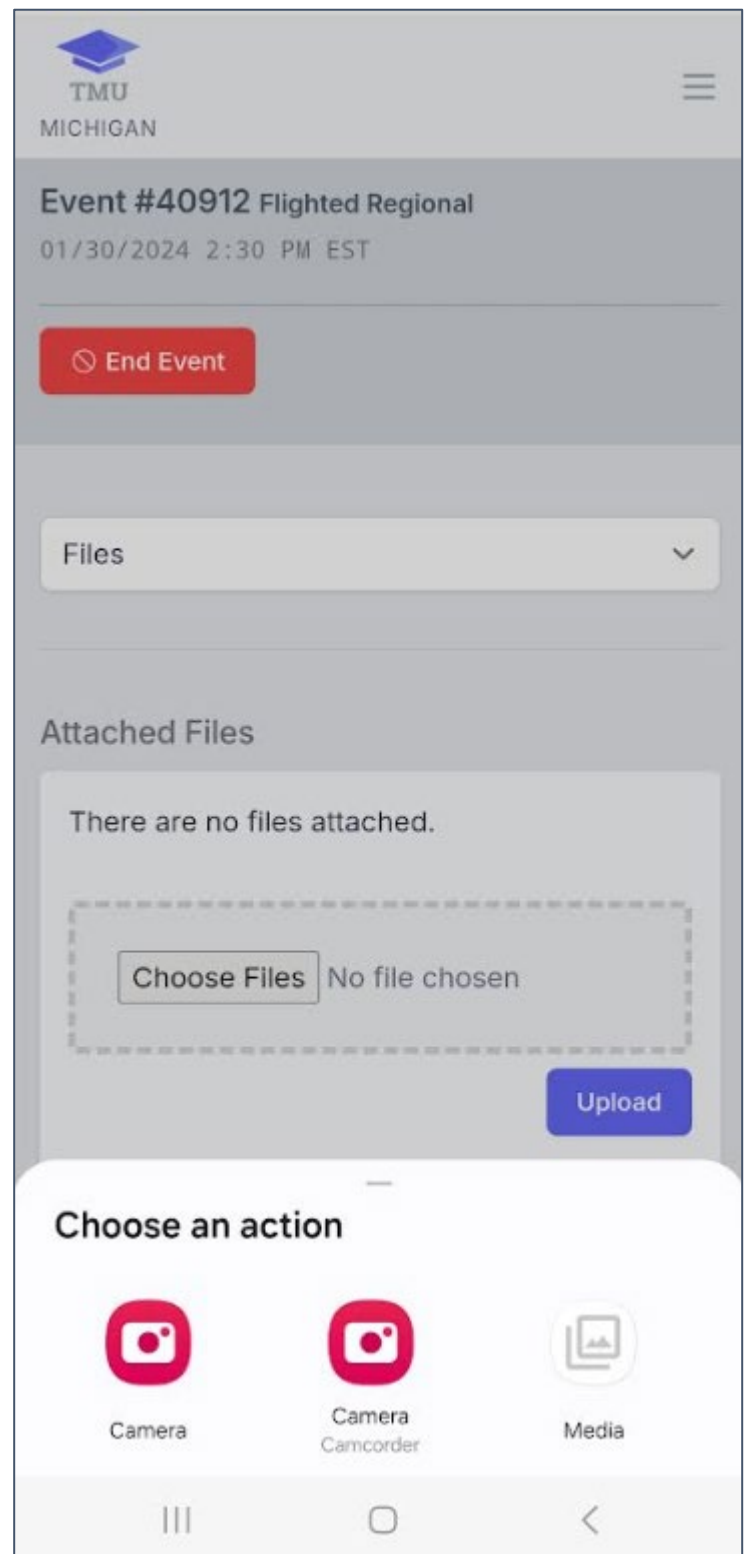 TMU
MICHIGAN
Event #40912 Flighted Regional
01/30/2024 2:30 PM EST
End Event
Files
Attached Files
There are no files attached.
Choose Files No file chosen
Upload
Choose an action
Camera Camera Media
Camcorder